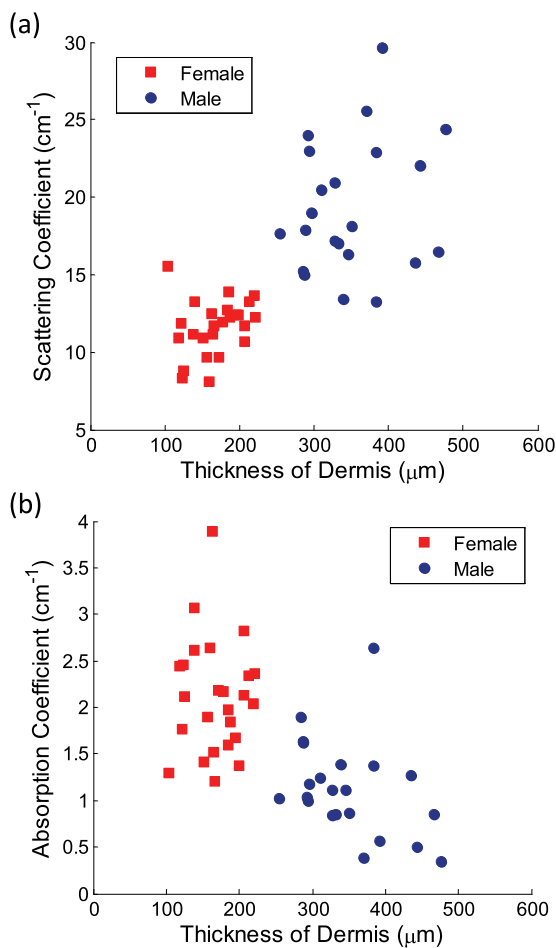 (a)
30
25
20
15
10
5
Scattering Coefficient (cm⁻¹)
Female
Male
0 100 200 300 400 500 600
Thickness of Dermis (μm)
(b)
4
3.5
3
2.5
2
1.5
1
0.5
0
Absorption Coefficient (cm⁻¹)
Female
Male
0 100 200 300 400 500 600
Thickness of Dermis (μm)